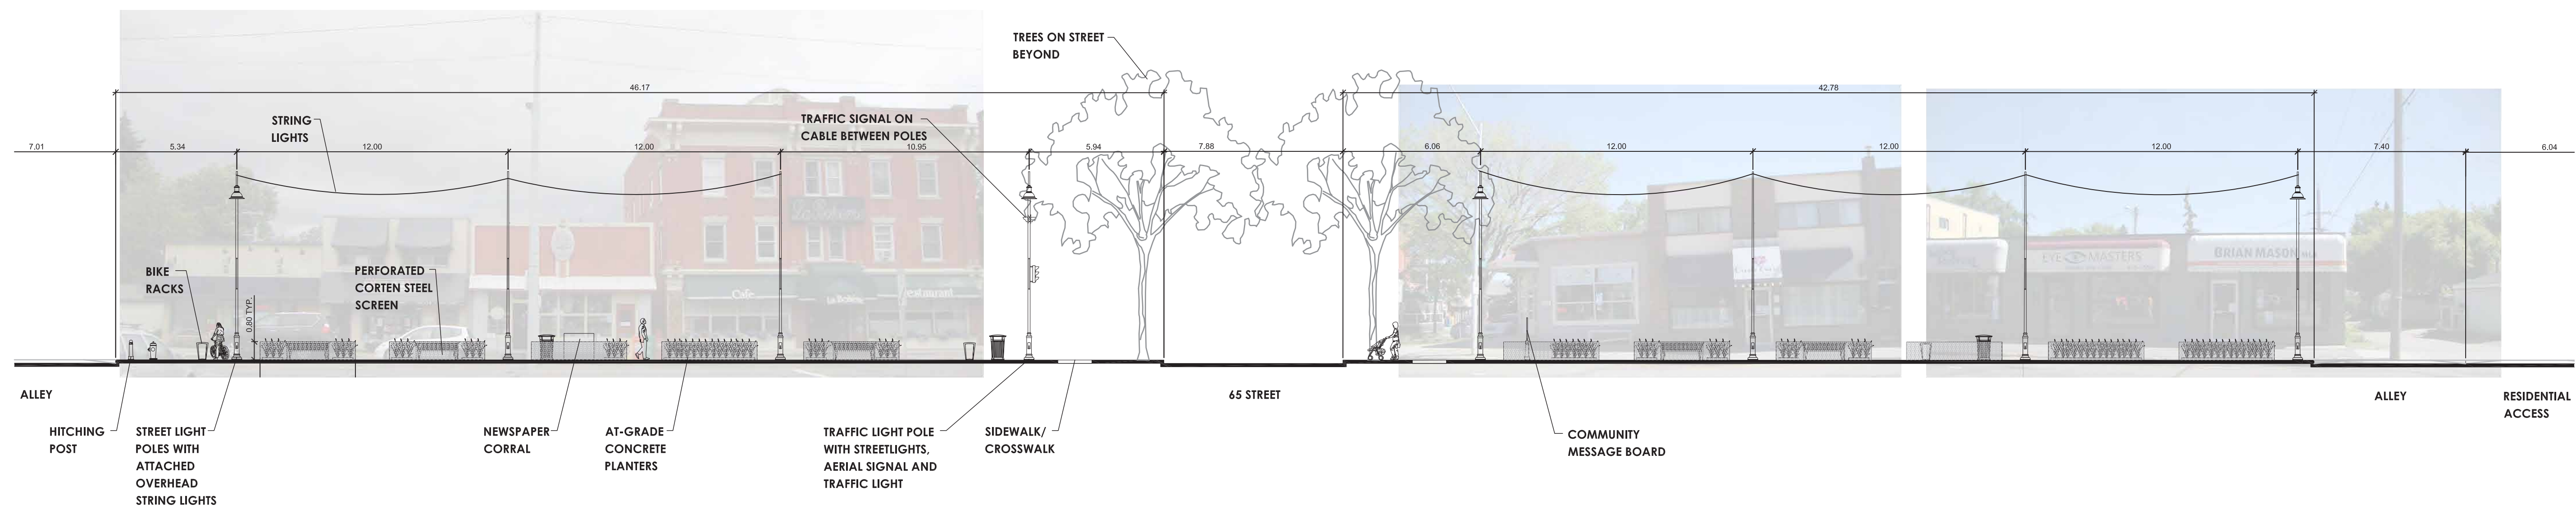 TREES ON STREET
BEYOND
46.17
42.78
STRING
LIGHTS
TRAFFIC SIGNAL ON
CABLE BETWEEN POLES
7.01
5.34
12.00
12.00
10.95
5.94
7.88
6.06
12.00
12.00
12.00
7.40
6.04
BIKE
RACKS
PERFORATED
CORTEN STEEL
SCREEN
0.80 TYP.
EYE MASTERS
BRIAN MASON
Cafe
La Boheme
Restaurant
ALLEY
65 STREET
ALLEY
RESIDENTIAL
ACCESS
HITCHING
POST
STREET LIGHT
POLES WITH
ATTACHED
OVERHEAD
STRING LIGHTS
NEWSPAPER
CORRAL
AT-GRADE
CONCRETE
PLANTERS
TRAFFIC LIGHT POLE
WITH STREETLIGHTS,
AERIAL SIGNAL AND
TRAFFIC LIGHT
SIDEWALK/
CROSSWALK
COMMUNITY
MESSAGE BOARD